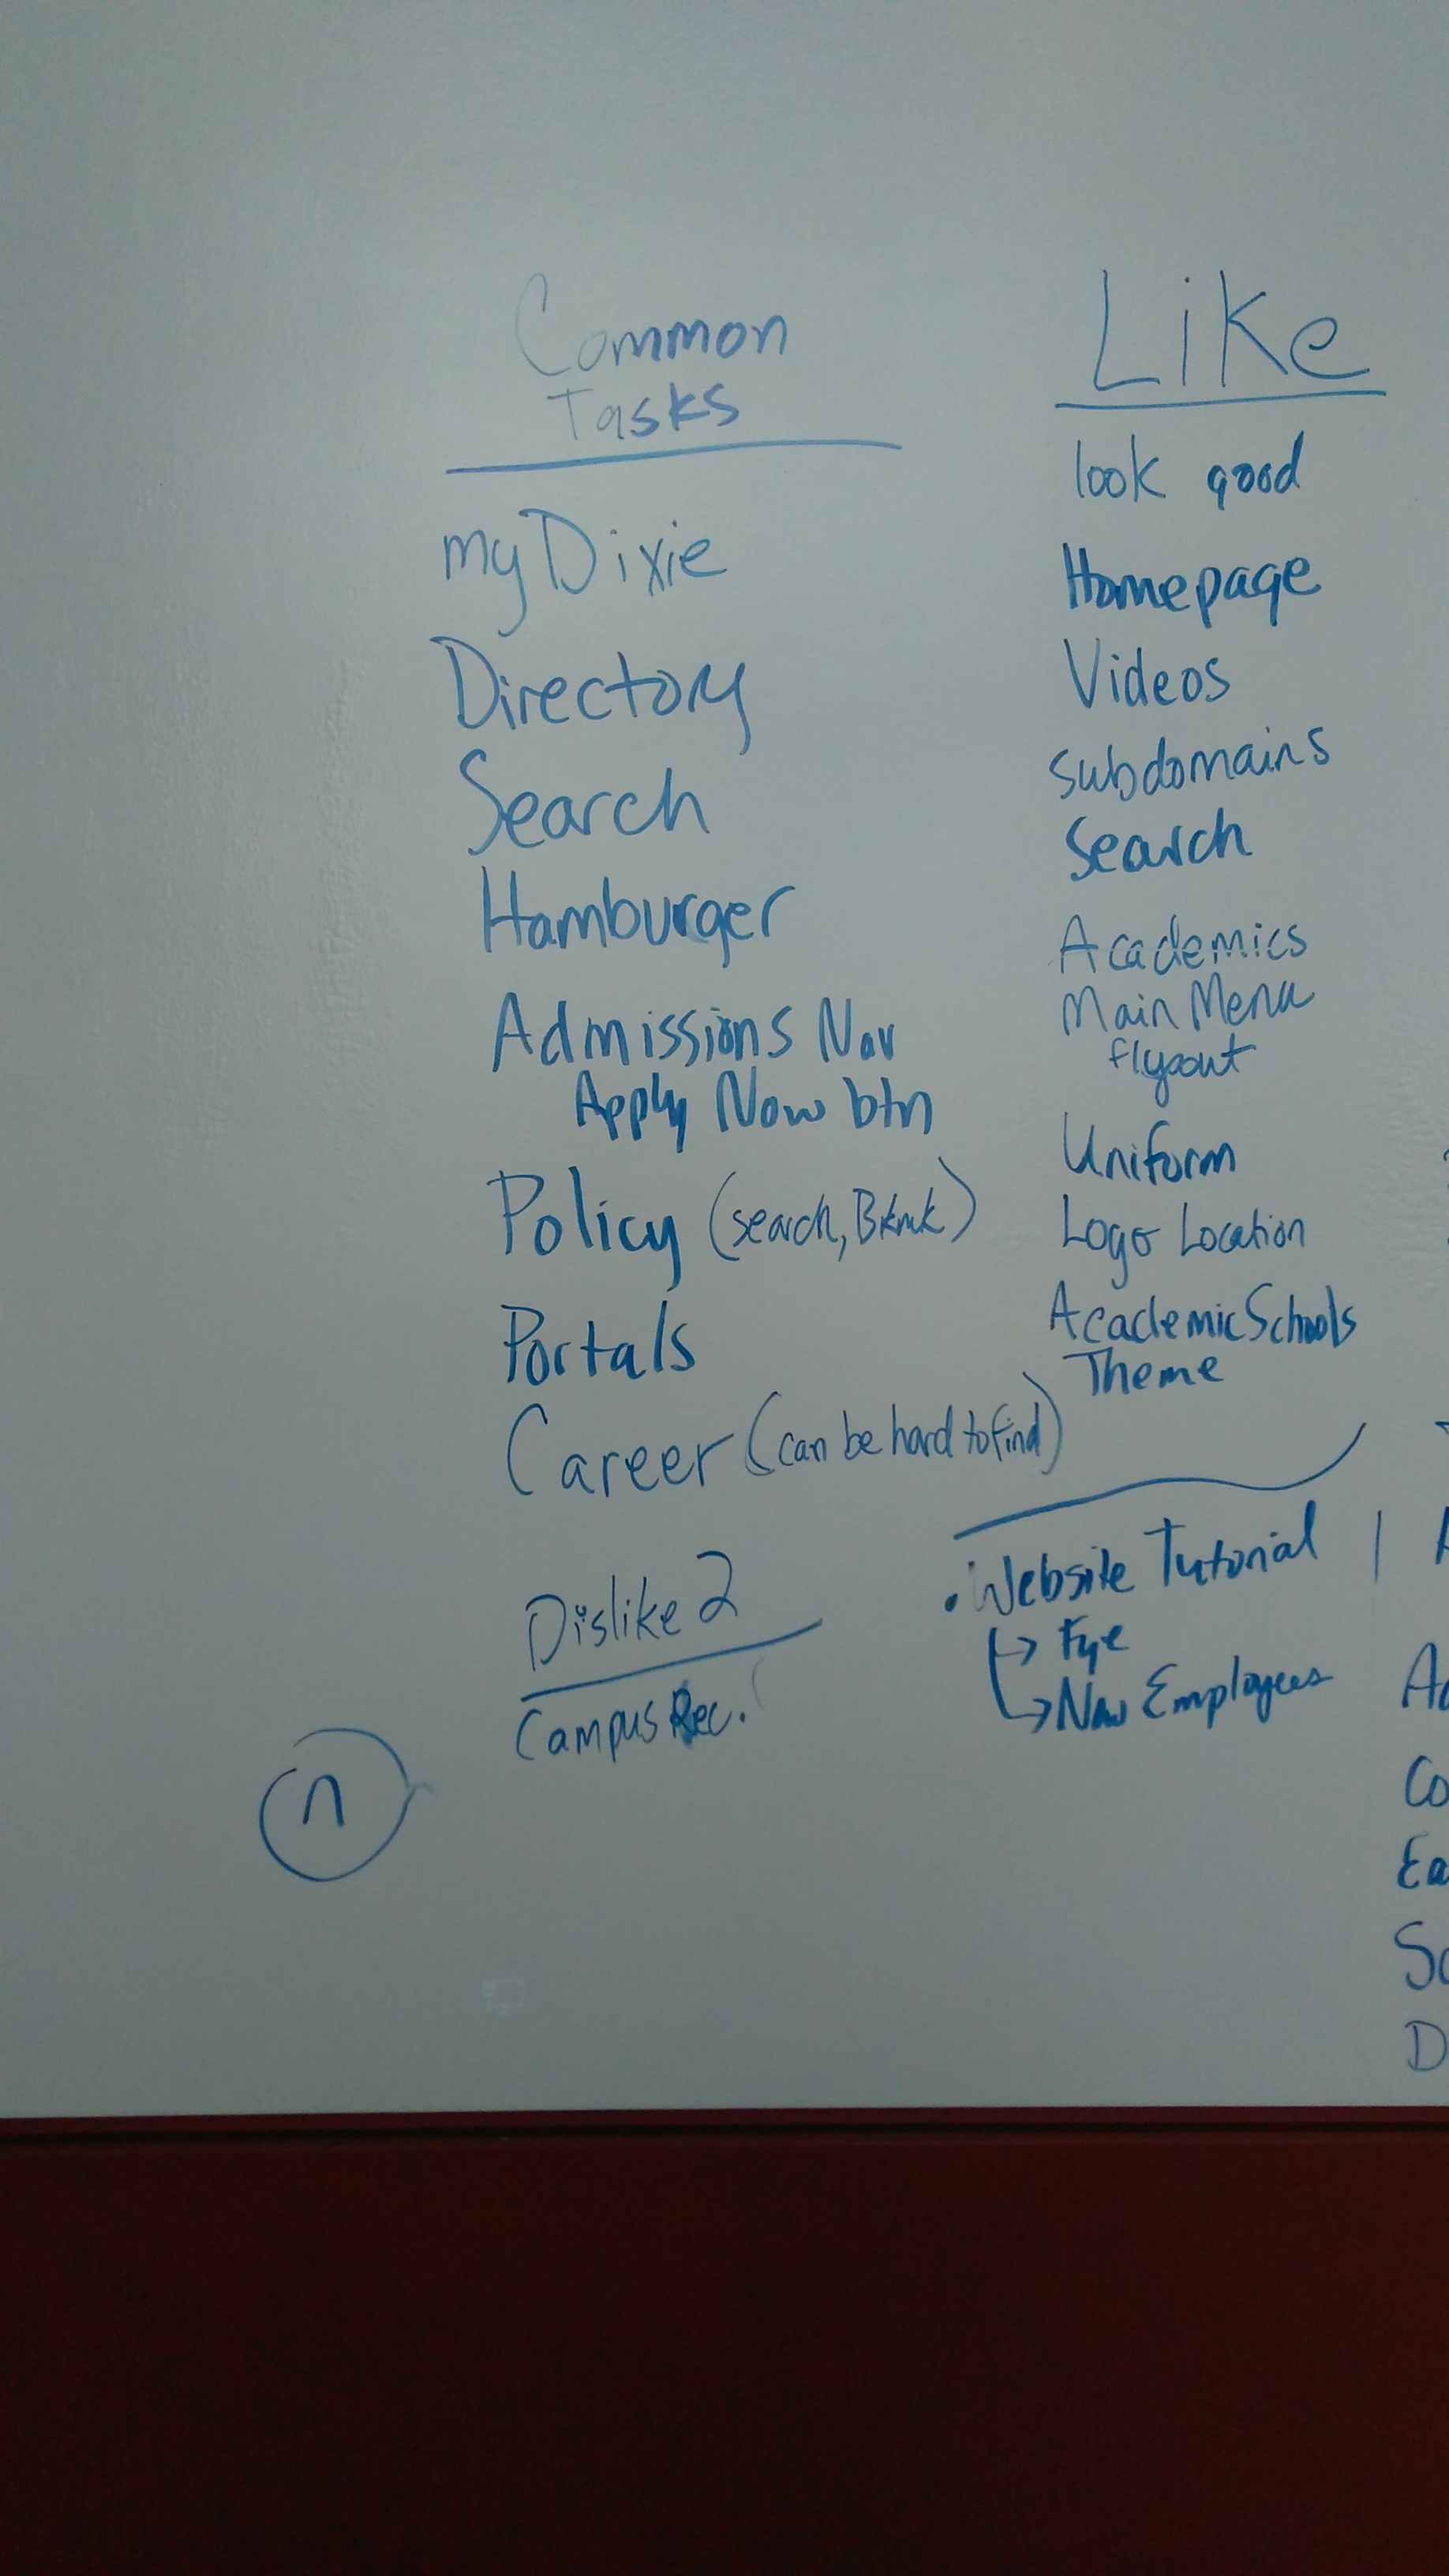 Common
Tasks
myDixie
Directory
Search
Hamburger
Admissions Nav
Apply Now btn
Policy (search, Bkmk)
Portals
Career (can be hard to find)
Dislike 2
Campus Rec.
n
Like
look good
Homepage
Videos
Subdomains
Search
Academics
Main Menu
flyout
Uniform
Logo Location
Academic Schools
Theme
• Website Tutorial
→ Fye
→ New Employees
Co
Ea
D